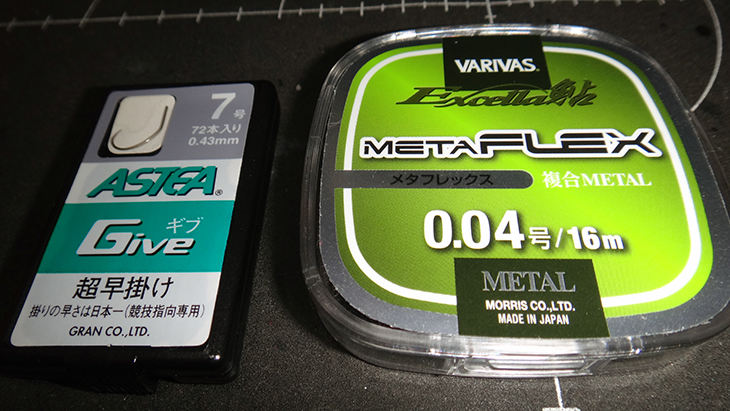 7号
72本入り
0.43mm
ASTEA®
Give ギブ
超早掛け
掛りの早さは日本一(競技指向専用)
GRAN CO.,LTD.
VARIVAS®
Excella鮎
METAFLEX
メタフレックス 複合METAL
0.04号/16m
METAL
MORRIS CO.,LTD.
MADE IN JAPAN